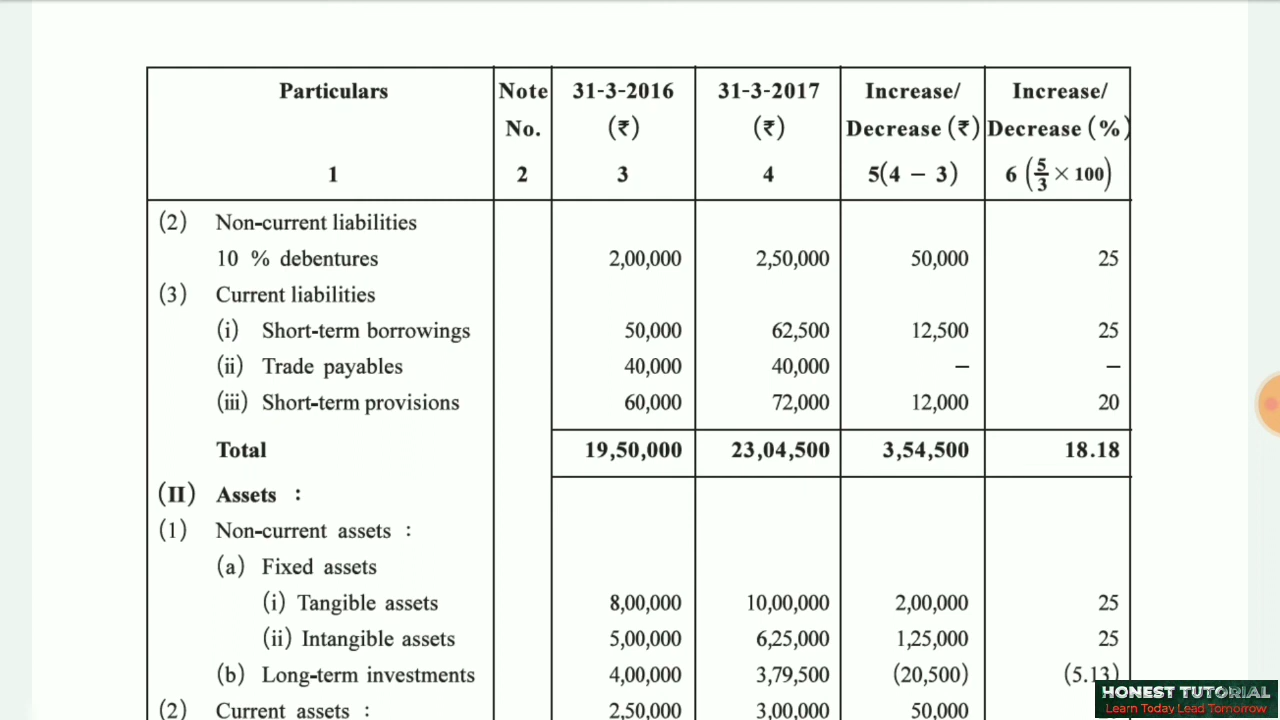 Particulars Note 31-3-2016 31-3-2017 Increase/ Increase/
No. (₹) (₹) Decrease (₹) Decrease (%)
1 2 3 4 5(4 – 3) 6 (5/3 × 100)
(2) Non-current liabilities
10 % debentures 2,00,000 2,50,000 50,000 25
(3) Current liabilities
(i) Short-term borrowings 50,000 62,500 12,500 25
(ii) Trade payables 40,000 40,000 – –
(iii) Short-term provisions 60,000 72,000 12,000 20
Total 19,50,000 23,04,500 3,54,500 18.18
(II) Assets :
(1) Non-current assets :
(a) Fixed assets
(i) Tangible assets 8,00,000 10,00,000 2,00,000 25
(ii) Intangible assets 5,00,000 6,25,000 1,25,000 25
(b) Long-term investments 4,00,000 3,79,500 (20,500) (5.13)
(2) Current assets : 2,50,000 3,00,000 50,000
HONEST TUTORIAL
Learn Today Lead Tomorrow